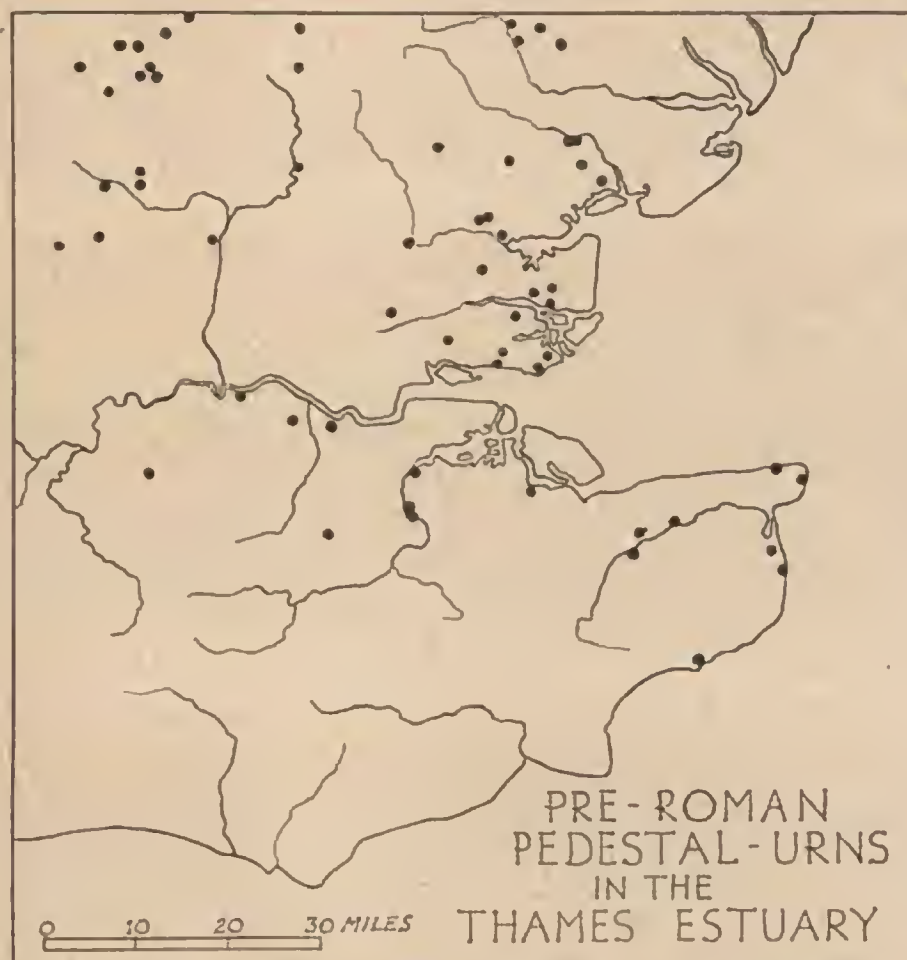 PRE-ROMAN
PEDESTAL-URNS
IN THE
THAMES ESTUARY
0 10 20 30 MILES